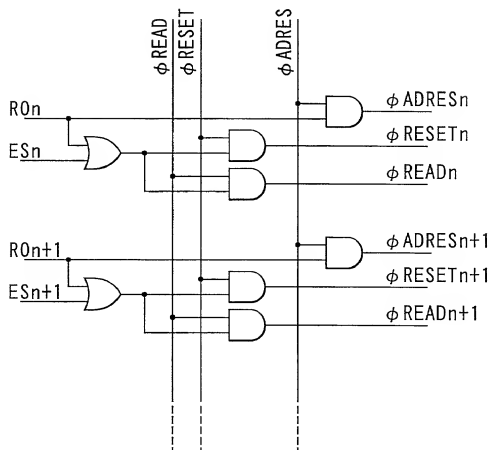 φREAD
φRESET
φADRES
ROn
φADRESn
φRESETn
ESn
φREADn
ROn+1
φADRESn+1
φRESETn+1
ESn+1
φREADn+1